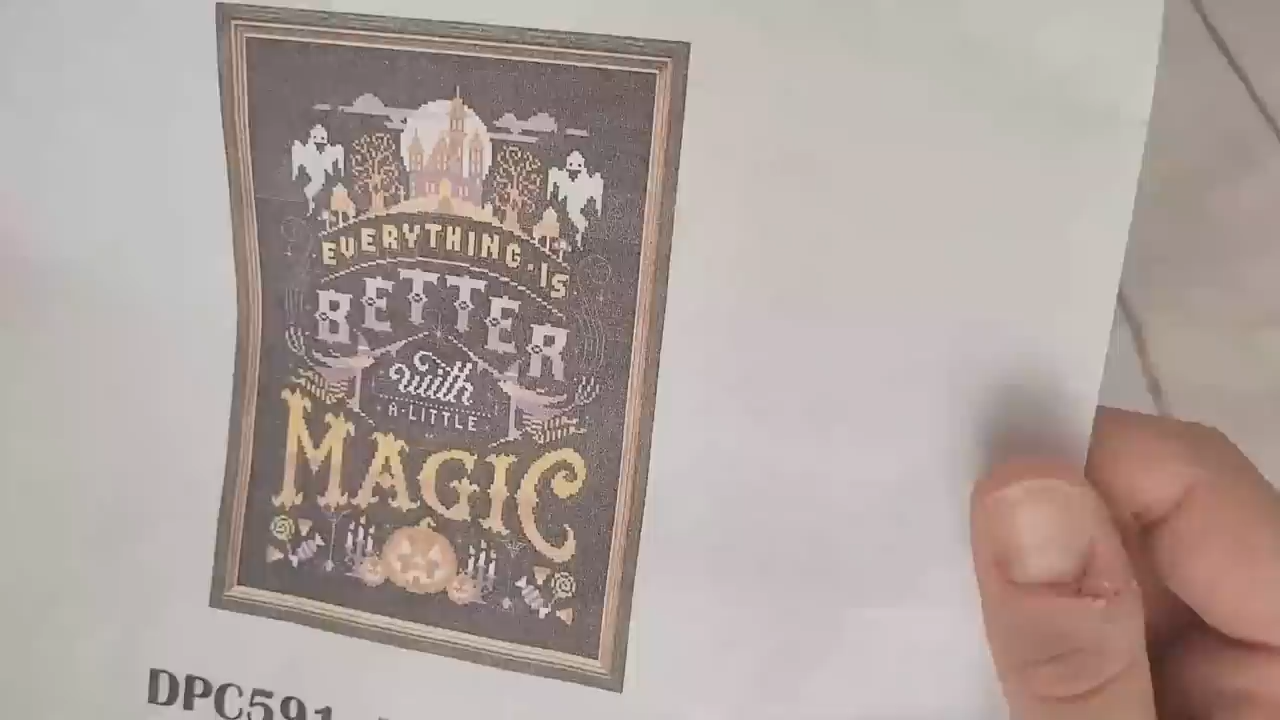 EVERYTHING·IS
BETTER
with
A·LITTLE
MAGIC
DPC591